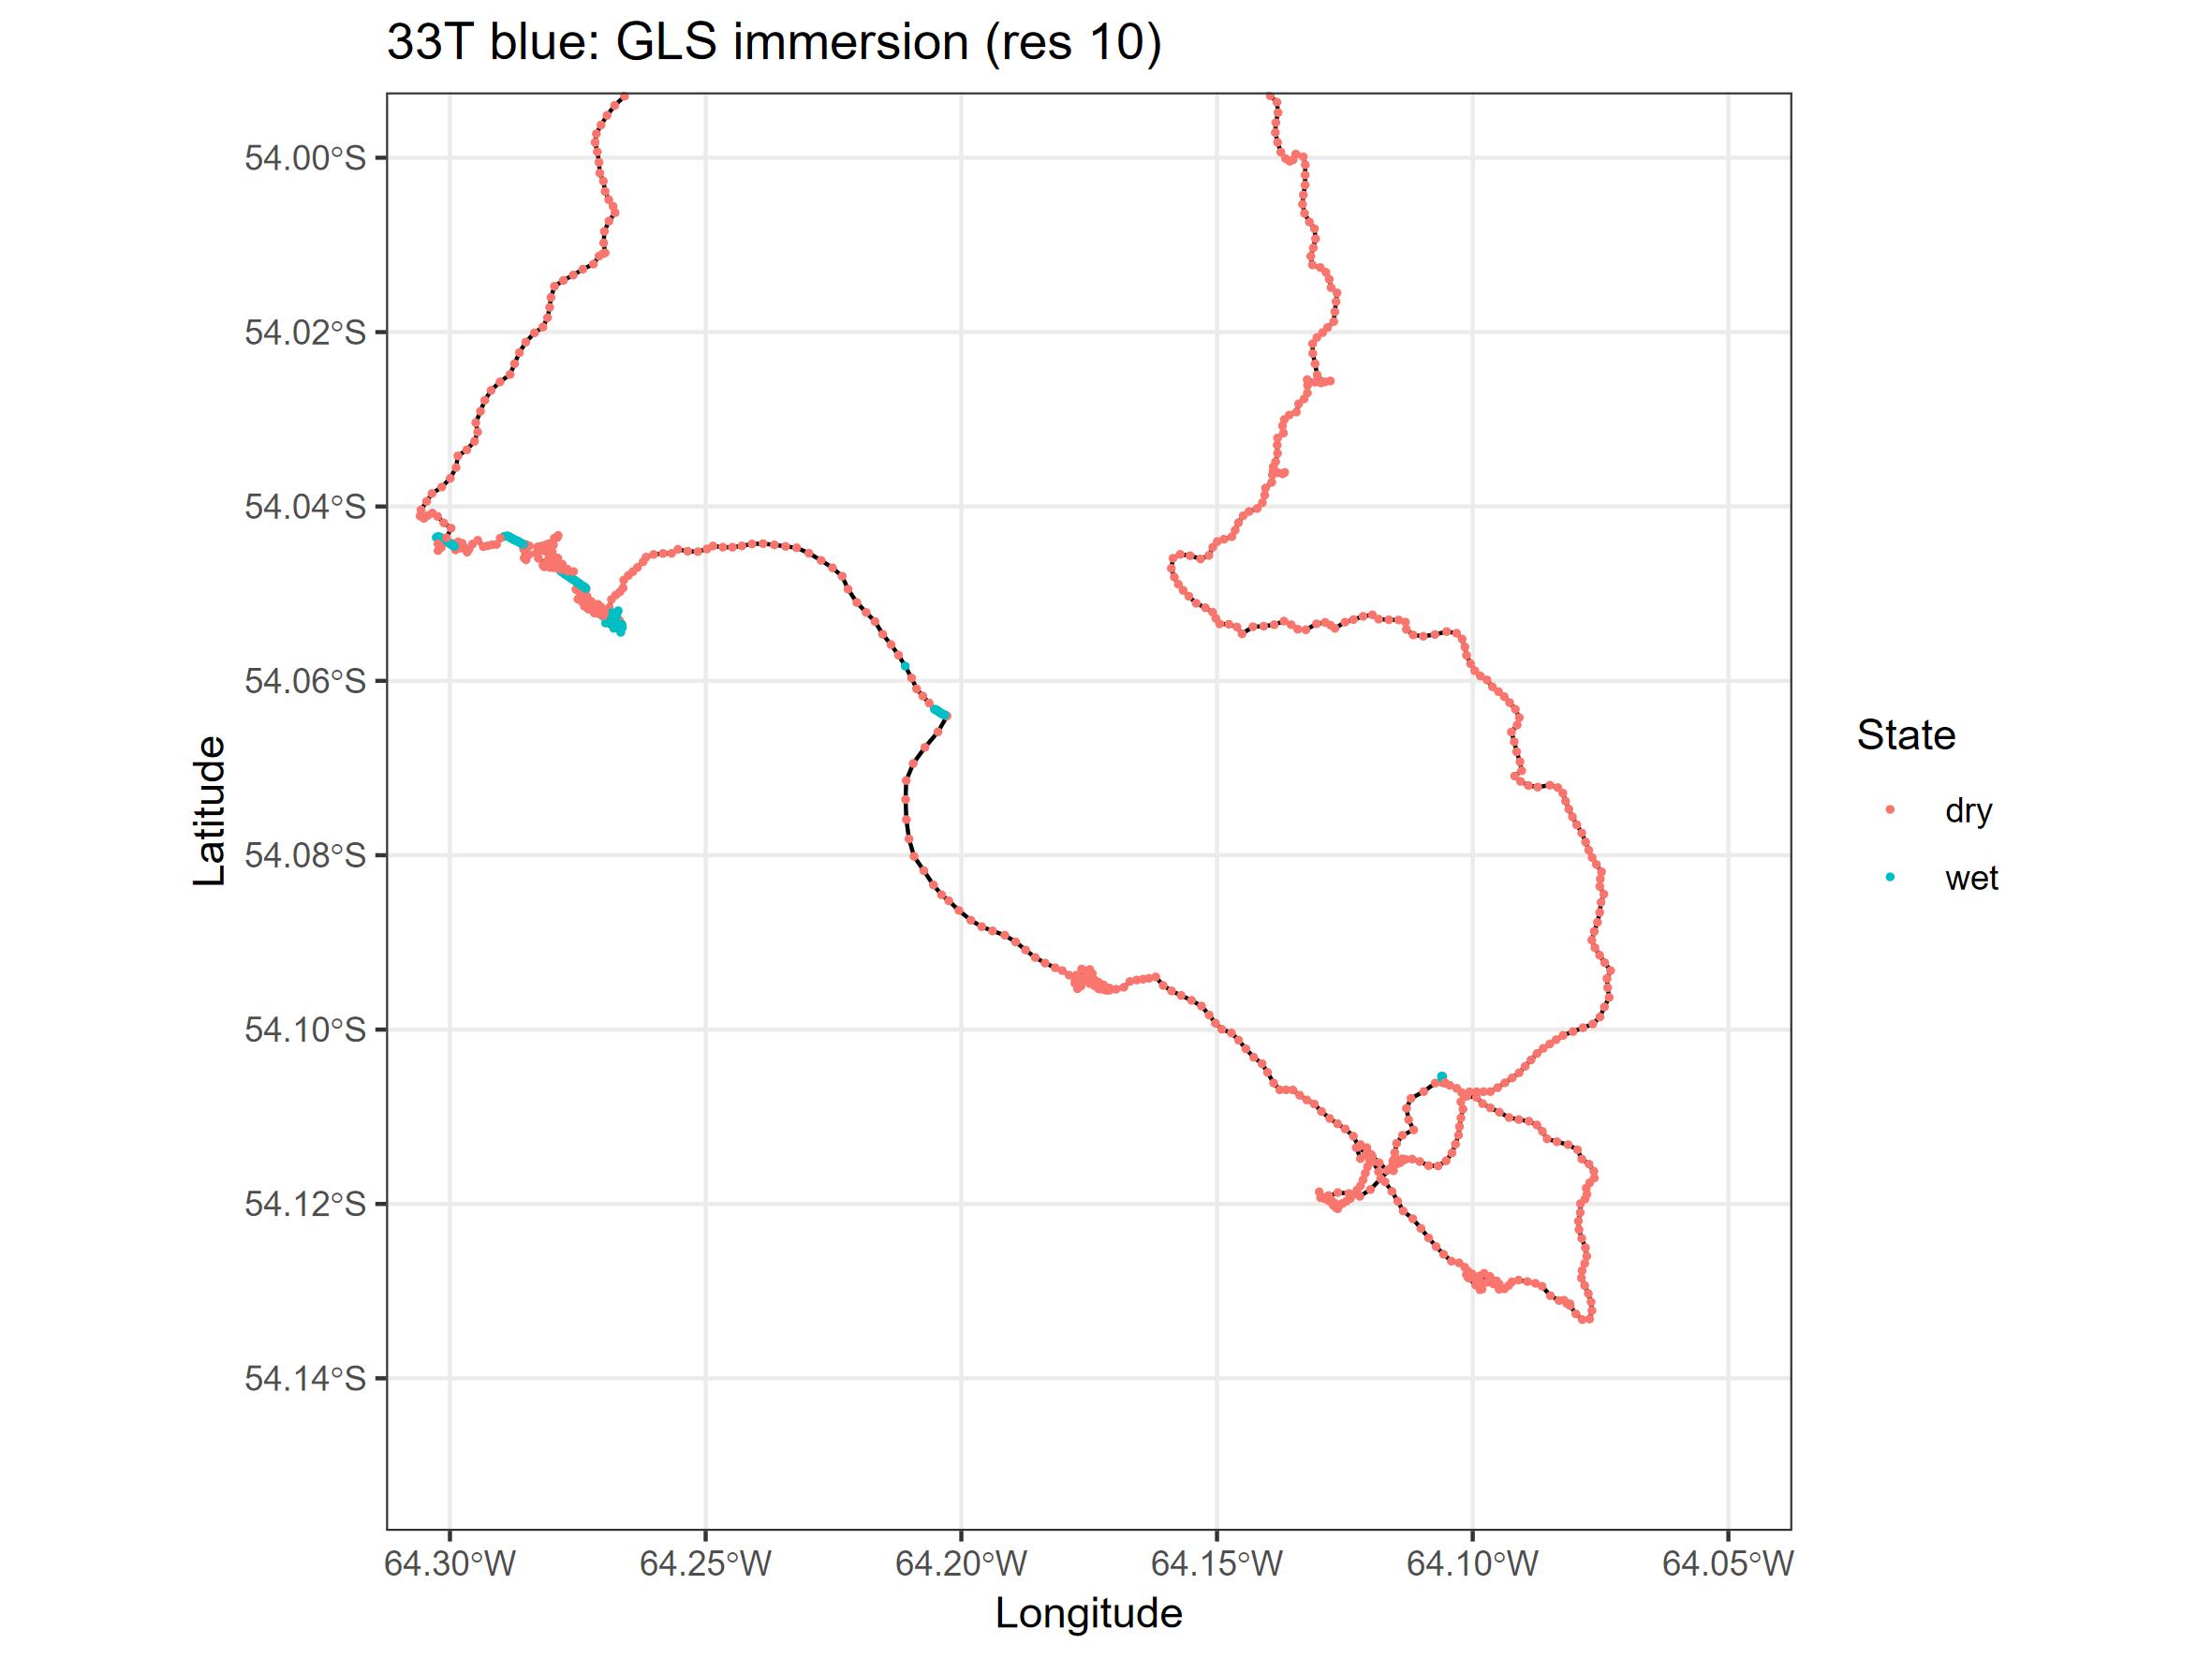 33T blue: GLS immersion (res 10)
54.00°S
54.02°S
54.04°S
54.06°S
54.08°S
54.10°S
54.12°S
54.14°S
Latitude
64.30°W 64.25°W 64.20°W 64.15°W 64.10°W 64.05°W
Longitude
State
dry
wet